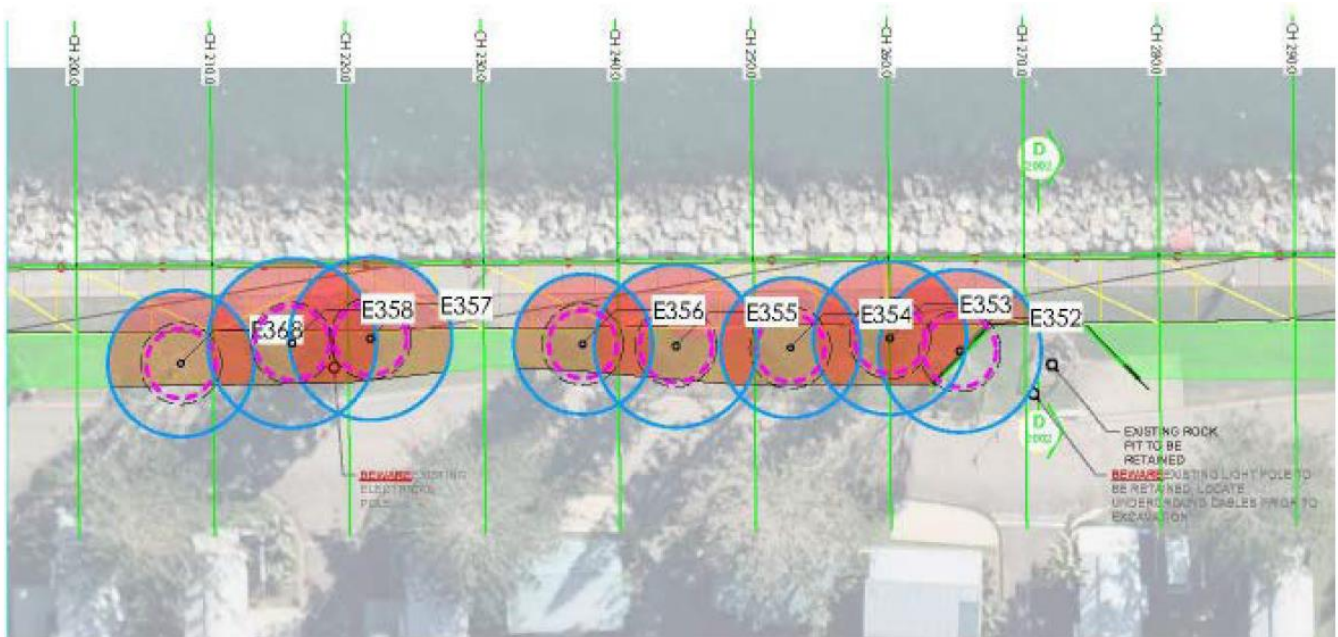 CH 200.0
CH 210.0
CH 220.0
CH 230.0
CH 240.0
CH 250.0
CH 260.0
CH 270.0
CH 280.0
CH 290.0
D
2002
E368
E358
E357
E356
E355
E354
E353
E352
BEWARE EXISTING
ELECTRICAL
POLE
D
2002
EXISTING ROCK
PIT TO BE
RETAINED
BEWARE EXISTING LIGHT POLE TO
BE RETAINED, LOCATE
UNDERGROUND CABLES PRIOR TO
EXCAVATION